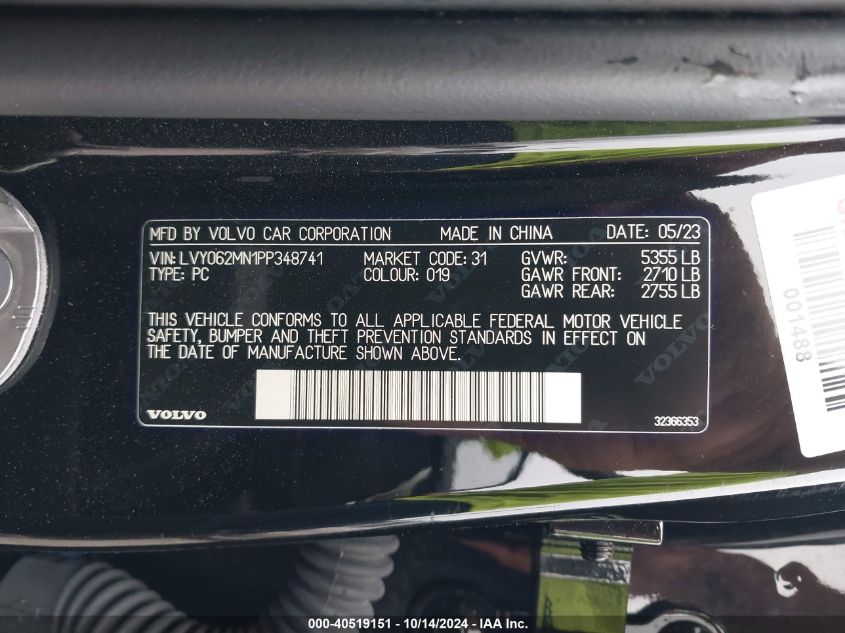 MFD BY VOLVO CAR CORPORATION MADE IN CHINA DATE: 05/23
VIN: LVY062MN1PP348741 MARKET CODE: 31 GVWR: 5355 LB
TYPE: PC COLOUR: 019 GAWR FRONT: 2710 LB
GAWR REAR: 2755 LB
THIS VEHICLE CONFORMS TO ALL APPLICABLE FEDERAL MOTOR VEHICLE
SAFETY, BUMPER AND THEFT PREVENTION STANDARDS IN EFFECT ON
THE DATE OF MANUFACTURE SHOWN ABOVE.
VOLVO 32366353
001488
000-40519151 - 10/14/2024 - IAA Inc.